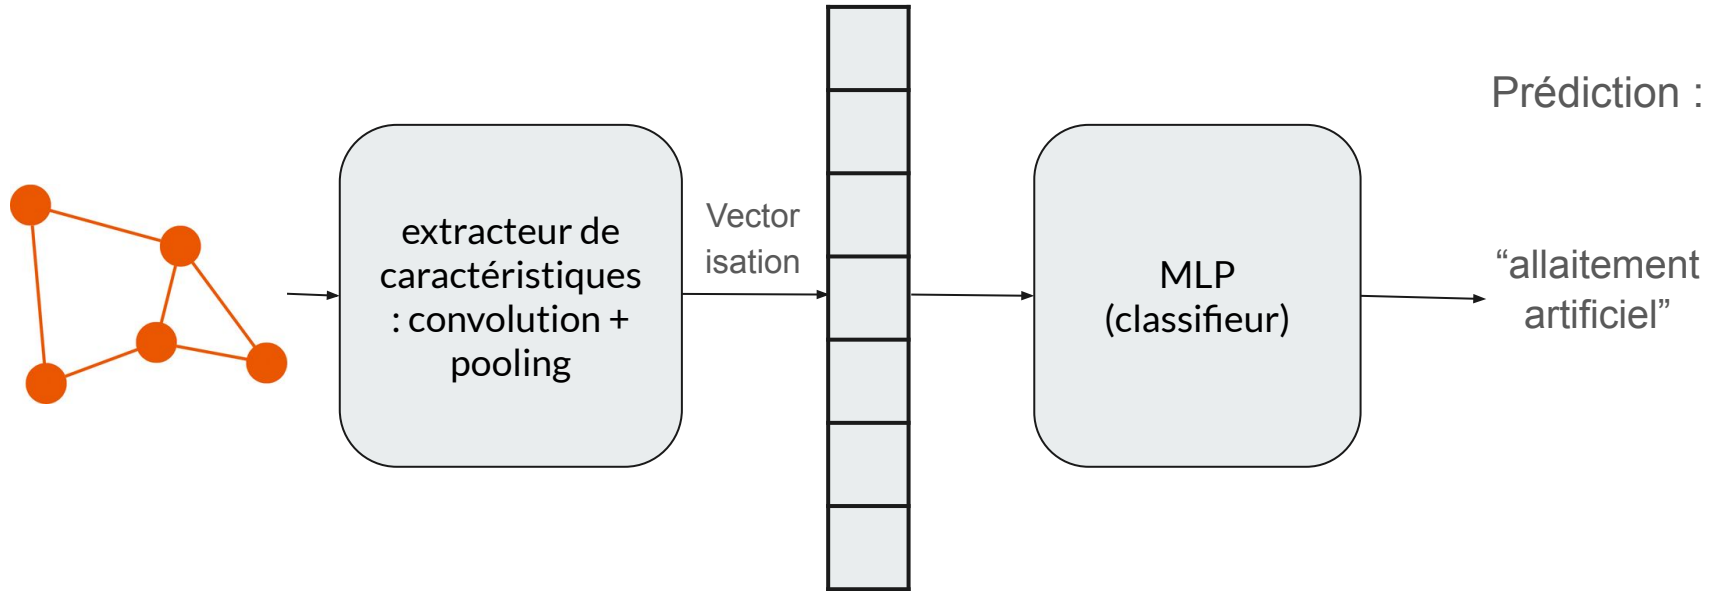 extracteur de
caractéristiques
: convolution +
pooling
Vector
isation
MLP
(classifieur)
Prédiction :
“allaitement
artificiel”